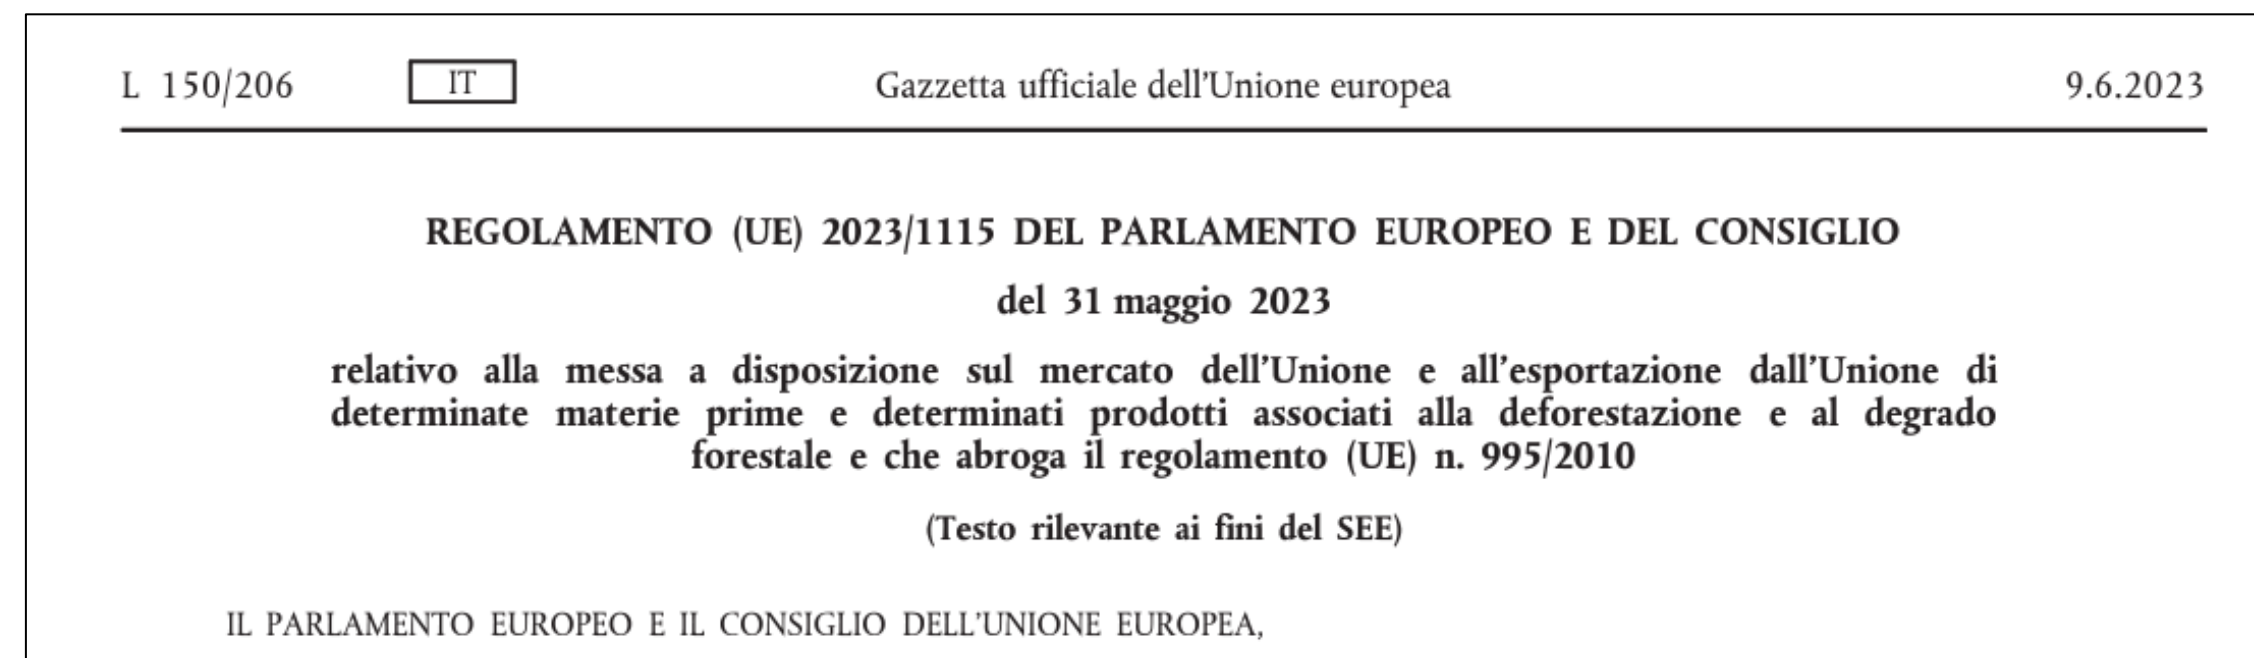 L 150/206 IT Gazzetta ufficiale dell'Unione europea 9.6.2023
REGOLAMENTO (UE) 2023/1115 DEL PARLAMENTO EUROPEO E DEL CONSIGLIO
del 31 maggio 2023
relativo alla messa a disposizione sul mercato dell'Unione e all'esportazione dall'Unione di
determinate materie prime e determinati prodotti associati alla deforestazione e al degrado
forestale e che abroga il regolamento (UE) n. 995/2010
(Testo rilevante ai fini del SEE)
IL PARLAMENTO EUROPEO E IL CONSIGLIO DELL'UNIONE EUROPEA,